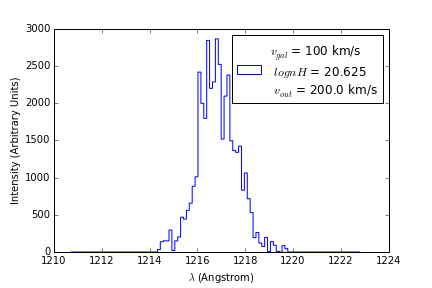 3000
2500
2000
1500
1000
500
0
Intensity (Arbitrary Units)
v_gal = 100 km/s
lognH = 20.625
v_out = 200.0 km/s
1210 1212 1214 1216 1218 1220 1222 1224
λ (Angstrom)